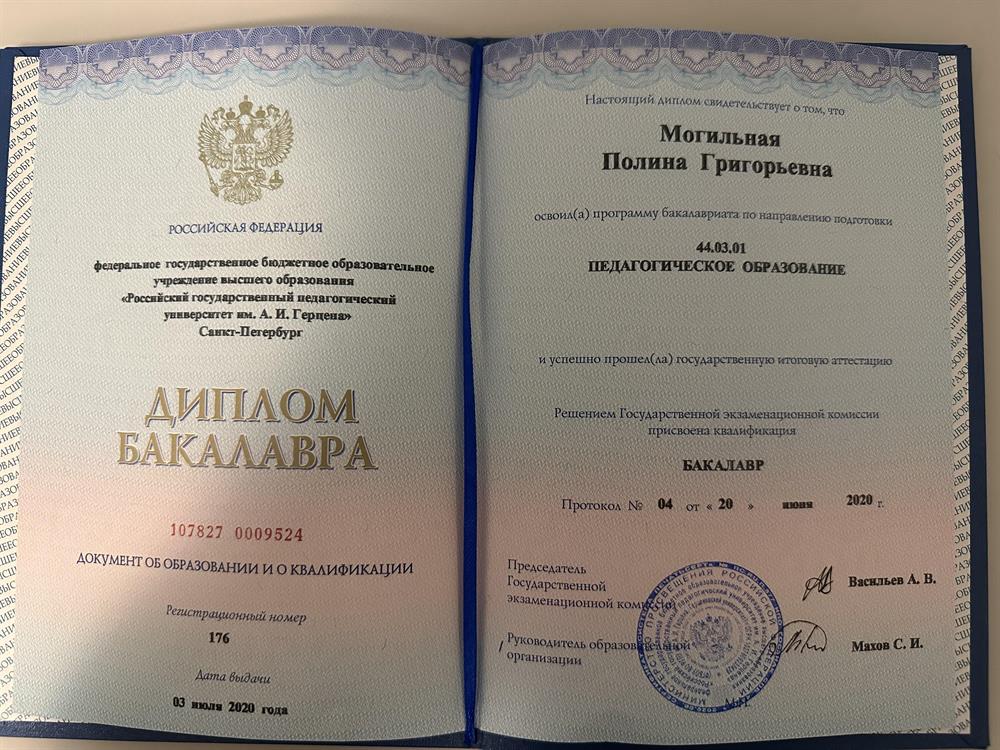 РОССИЙСКАЯ ФЕДЕРАЦИЯ
федеральное государственное бюджетное образовательное
учреждение высшего образования
«Российский государственный педагогический
университет им. А. И. Герцена»
Санкт-Петербург
ДИПЛОМ
БАКАЛАВРА
107827 0009524
ДОКУМЕНТ ОБ ОБРАЗОВАНИИ И О КВАЛИФИКАЦИИ
Регистрационный номер
176
Дата выдачи
03 июля 2020 года
Настоящий диплом свидетельствует о том, что
Могильная
Полина Григорьевна
освоил(а) программу бакалавриата по направлению подготовки
44.03.01
ПЕДАГОГИЧЕСКОЕ ОБРАЗОВАНИЕ
и успешно прошел(ла) государственную итоговую аттестацию
Решением Государственной экзаменационной комиссии
присвоена квалификация
БАКАЛАВР
Протокол № 04 от « 20 » июня 2020 г.
Председатель
Государственной
экзаменационной комиссии Васильев А. В.
Руководитель образовательной
организации Махов С. И.